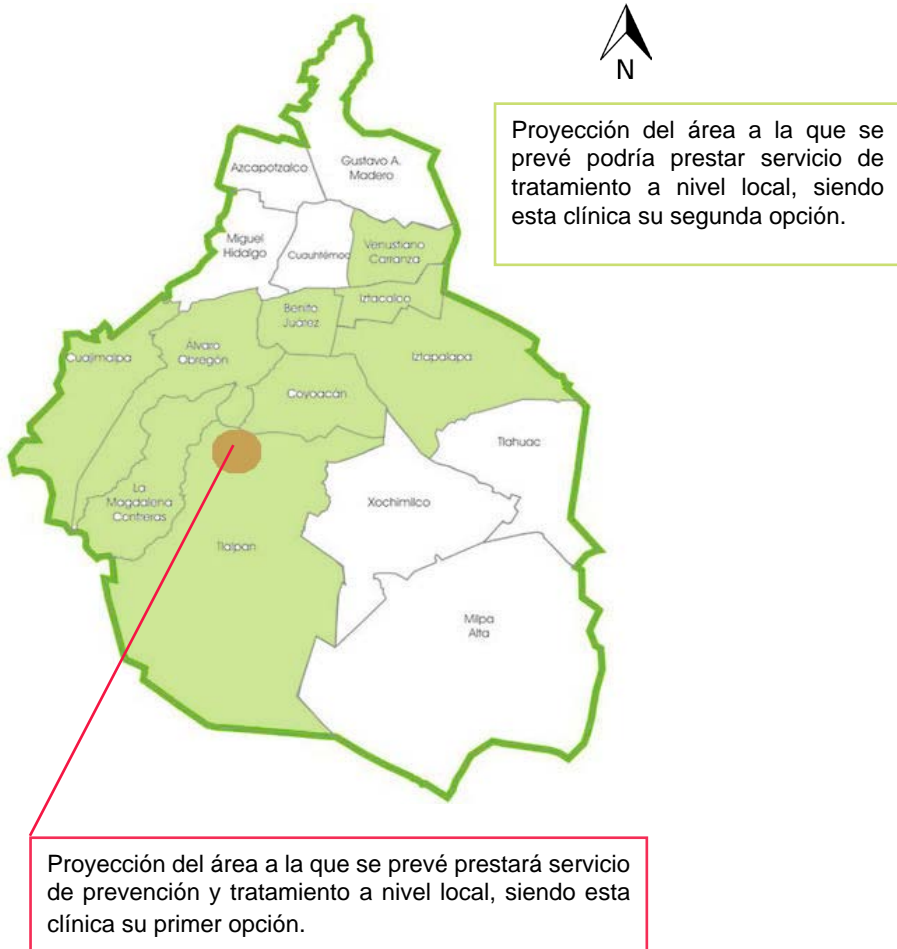 N
Proyección del área a la que se
prevé podría prestar servicio de
tratamiento a nivel local, siendo
esta clínica su segunda opción.
Azcapotzalco
Gustavo A.
Madero
Miguel
Hidalgo
Cuauhtémoc
Venustiano
Carranza
Iztacalco
Benito
Juárez
Cuajimalpa
Álvaro
Obregón
Iztapalapa
Coyoacán
Tlahuac
La
Magdalena
Contreras
Xochimilco
Tlalpan
Milpa
Alta
Proyección del área a la que se prevé prestará servicio
de prevención y tratamiento a nivel local, siendo esta
clínica su primer opción.